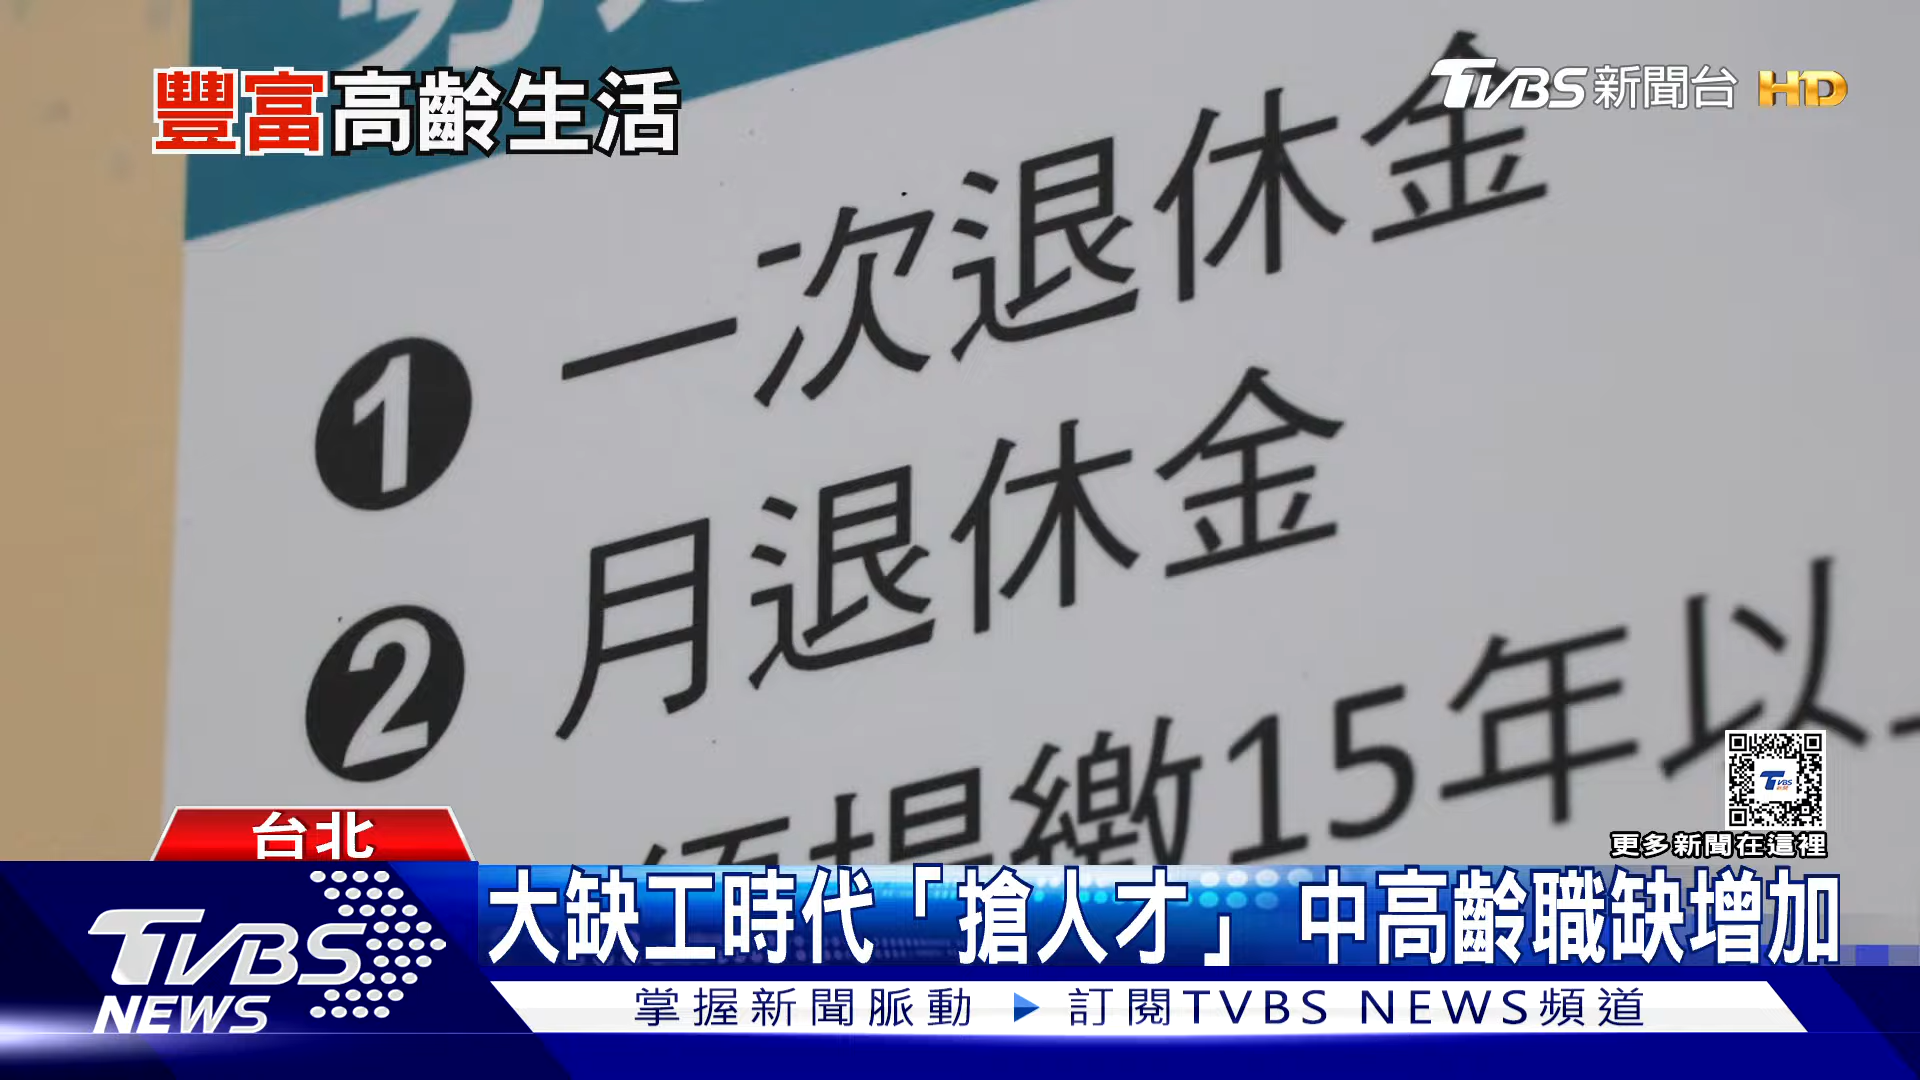 豐富高齡生活
TVBS新聞台 HD
1 一次退休金
2 月退休金
提繳15年以
更多新聞在這裡
台北
大缺工時代「搶人才」 中高齡職缺增加
TVBS NEWS
掌握新聞脈動 訂閱TVBS NEWS頻道